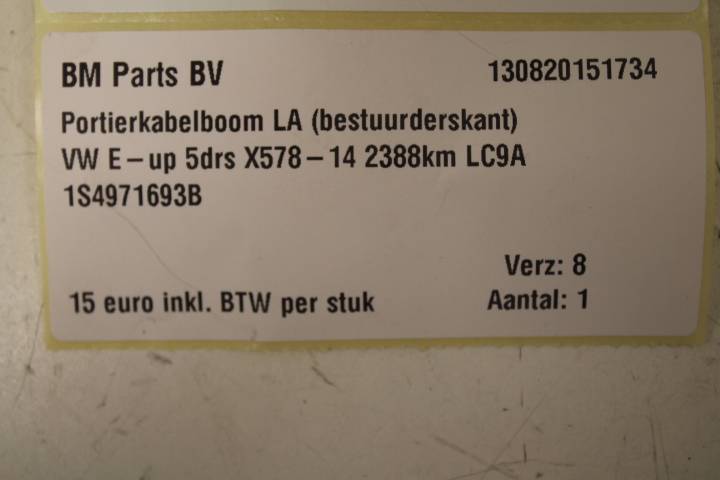 BM Parts BV 130820151734
Portierkabelboom LA (bestuurderskant)
VW E-up 5drs X578-14 2388km LC9A
1S4971693B
Verz: 8
15 euro inkl. BTW per stuk Aantal: 1